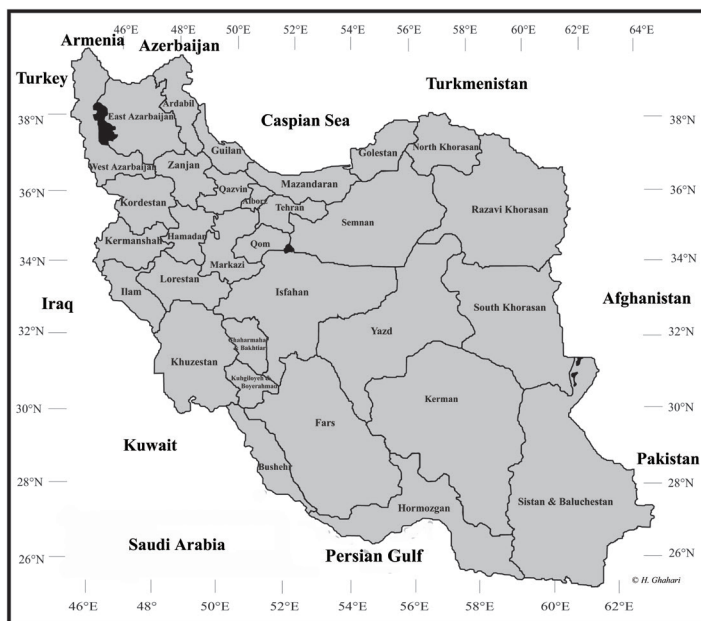 46°E 48°E 50°E 52°E 54°E 56°E 58°E 60°E 62°E 64°E
Armenia
Azerbaijan
Turkey
Turkmenistan
38°N
Ardabil
East Azarbaijan
Caspian Sea
38°N
Guilan
Golestan
North Khorasan
West Azarbaijan
Zanjan
Mazandaran
36°N
Qazvin
36°N
Kordestan
Alborz
Tehran
Semnan
Razavi Khorasan
Kermanshah
Hamadan
Qom
34°N
Markazi
34°N
Lorestan
Ilam
Isfahan
Iraq
South Khorasan
Afghanistan
32°N
Yazd
32°N
Chaharmahal
& Bakhtiari
Khuzestan
Kohgiloyeh &
Boyerahmad
Kerman
30°N
30°N
Fars
Kuwait
Bushehr
Pakistan
28°N
28°N
Sistan & Baluchestan
Hormozgan
Saudi Arabia
Persian Gulf
26°N
26°N
© H. Ghahari
46°E 48° 50°E 52°E 54°E 56°E 58°E 60°E 62°E